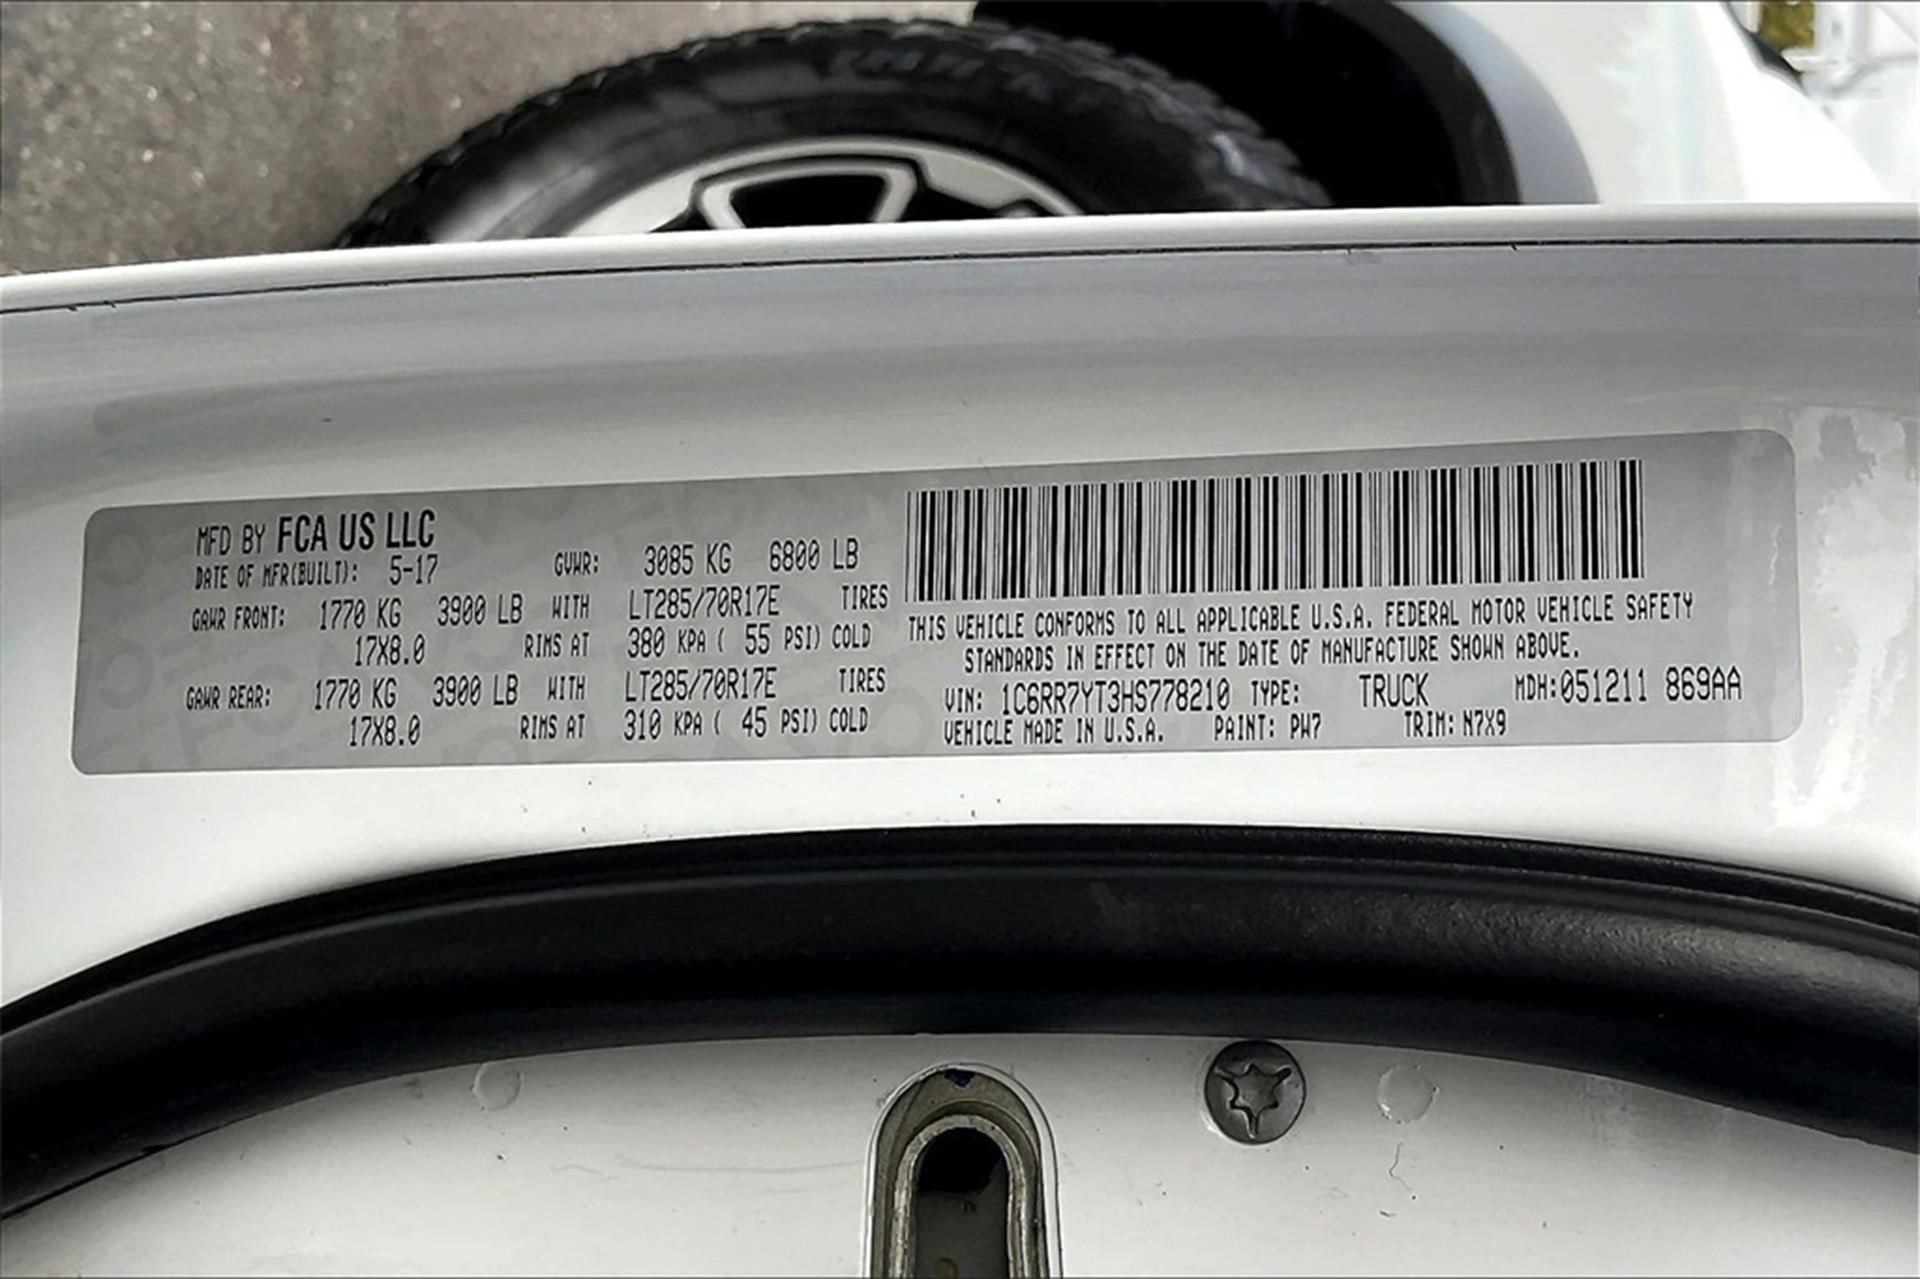 MFD BY FCA US LLC
DATE OF MFR(BUILT): 5-17 GVWR: 3085 KG 6800 LB
GAWR FRONT: 1770 KG 3900 LB WITH LT285/70R17E TIRES
17X8.0 RIMS AT 380 KPA ( 55 PSI) COLD
GAWR REAR: 1770 KG 3900 LB WITH LT285/70R17E TIRES
17X8.0 RIMS AT 310 KPA ( 45 PSI) COLD
THIS VEHICLE CONFORMS TO ALL APPLICABLE U.S.A. FEDERAL MOTOR VEHICLE SAFETY
STANDARDS IN EFFECT ON THE DATE OF MANUFACTURE SHOWN ABOVE.
VIN: 1C6RR7YT3HS778210 TYPE: TRUCK MDH:051211 869AA
VEHICLE MADE IN U.S.A. PAINT: PW7 TRIM: N7X9